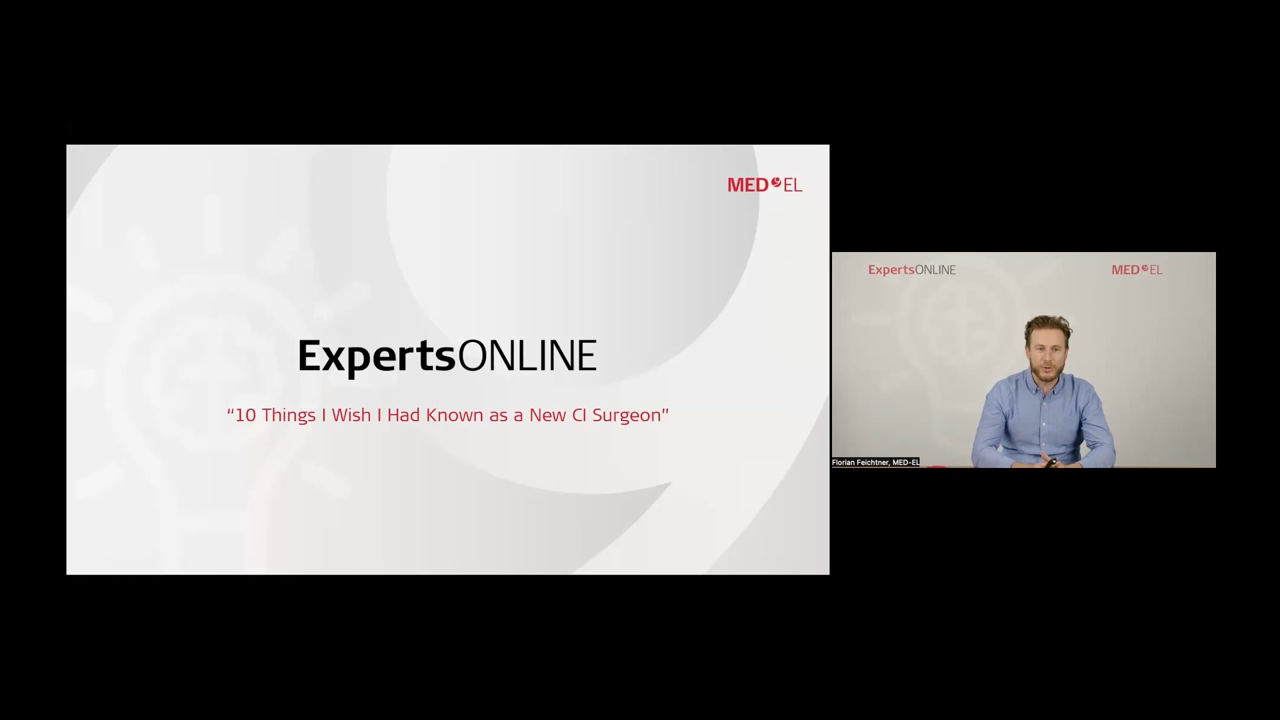 MED EL
ExpertsONLINE
“10 Things I Wish I Had Known as a New CI Surgeon”
ExpertsONLINE
MED EL
Florian Feichtner, MED-EL